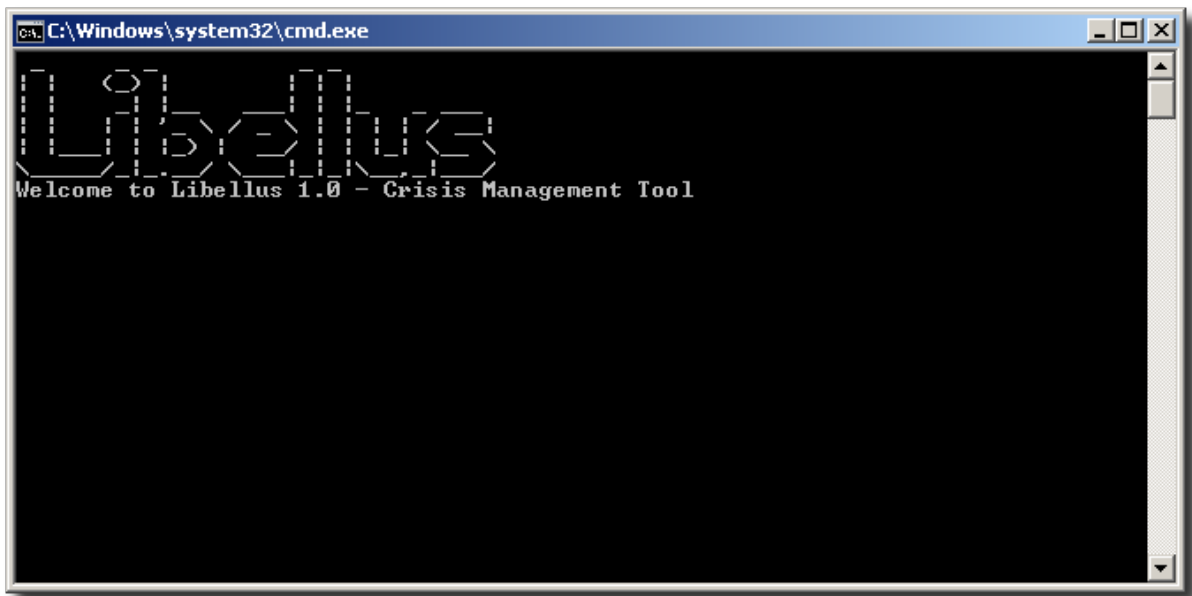 C:\Windows\system32\cmd.exe
Libellus
Welcome to Libellus 1.0 - Crisis Management Tool